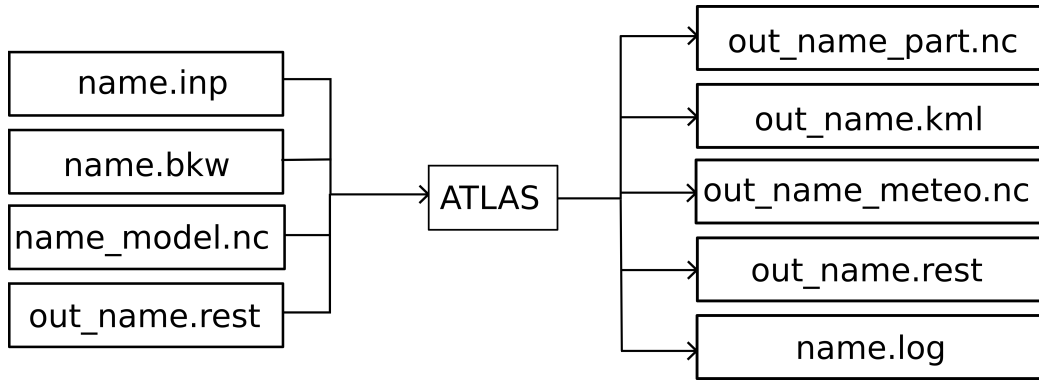 name.inp
name.bkw
name_model.nc
out_name.rest
ATLAS
out_name_part.nc
out_name.kml
out_name_meteo.nc
out_name.rest
name.log